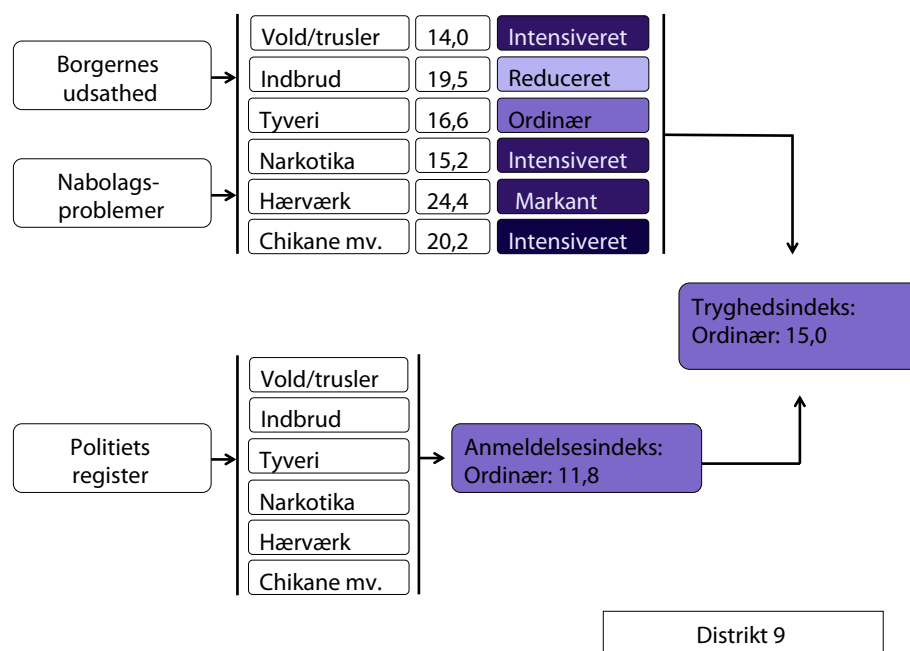 Borgernes
udsathed
Nabolags-
problemer
Vold/trusler 14,0 Intensiveret
Indbrud 19,5 Reduceret
Tyveri 16,6 Ordinær
Narkotika 15,2 Intensiveret
Hærværk 24,4 Markant
Chikane mv. 20,2 Intensiveret
Tryghedsindeks:
Ordinær: 15,0
Politiets
register
Vold/trusler
Indbrud
Tyveri
Narkotika
Hærværk
Chikane mv.
Anmeldelsesindeks:
Ordinær: 11,8
Distrikt 9